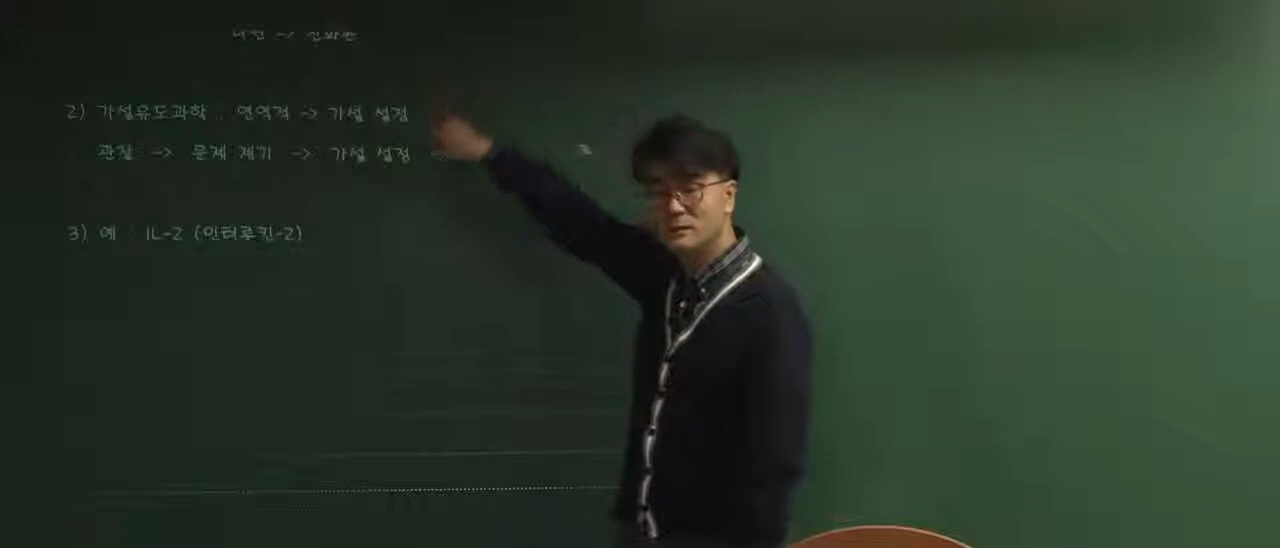 2) 가설유도과학 . 연역적 -> 가설 설정
관찰 -> 문제 제기 -> 가설 설정
3) 예 : IL-2 (인터루킨-2)